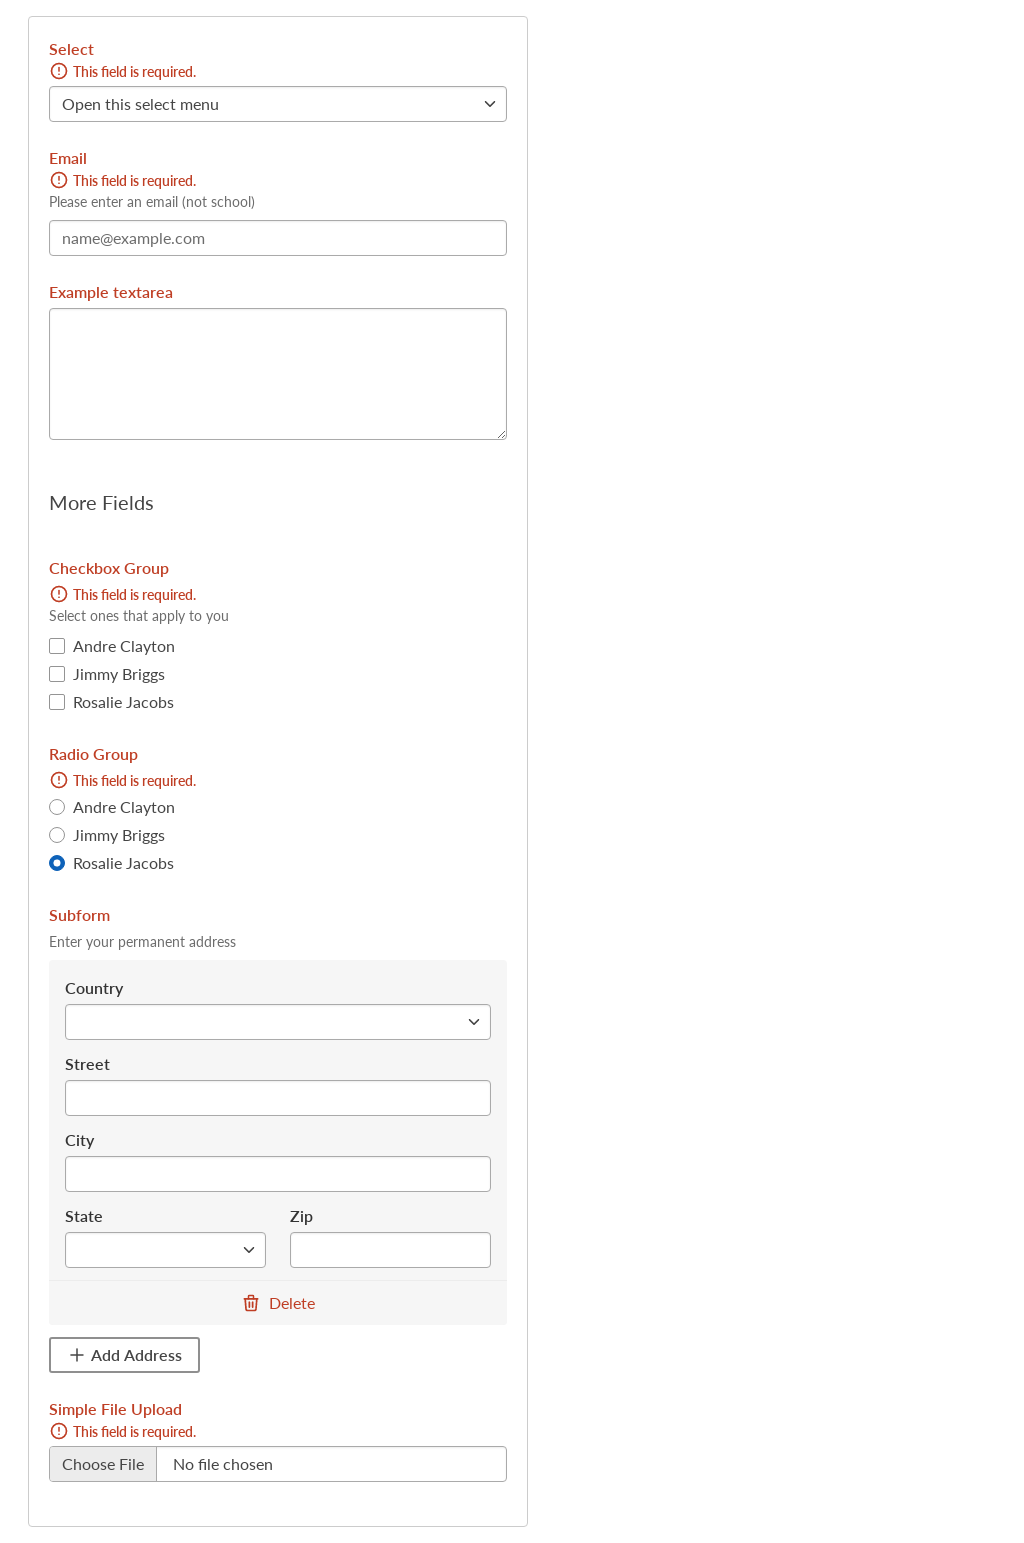 Select
This field is required.
Open this select menu
Email
This field is required.
Please enter an email (not school)
name@example.com
Example textarea
More Fields
Checkbox Group
This field is required.
Select ones that apply to you
Andre Clayton
Jimmy Briggs
Rosalie Jacobs
Radio Group
This field is required.
Andre Clayton
Jimmy Briggs
Rosalie Jacobs
Subform
Enter your permanent address
Country
Street
City
State Zip
Delete
Add Address
Simple File Upload
This field is required.
Choose File No file chosen